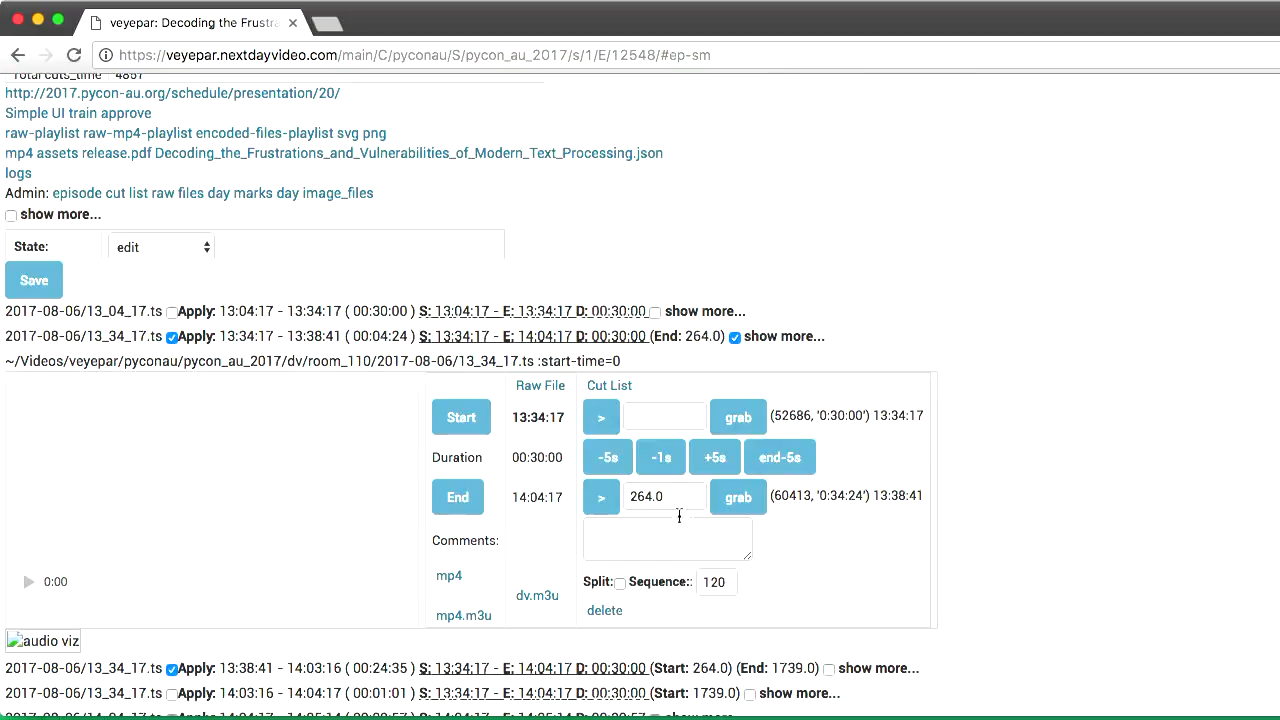 veyepar: Decoding the Frustra
https://veyepar.nextdayvideo.com/main/C/pyconau/S/pycon_au_2017/s/1/E/12548/#ep-sm
Total cuts_time 4857
http://2017.pycon-au.org/schedule/presentation/20/
Simple UI train approve
raw-playlist raw-mp4-playlist encoded-files-playlist svg png
mp4 assets release.pdf Decoding_the_Frustrations_and_Vulnerabilities_of_Modern_Text_Processing.json
logs
Admin: episode cut list raw files day marks day image_files
show more...
State: edit
Save
2017-08-06/13_04_17.ts Apply: 13:04:17 - 13:34:17 ( 00:30:00 ) S: 13:04:17 - E: 13:34:17 D: 00:30:00 show more...
2017-08-06/13_34_17.ts Apply: 13:34:17 - 13:38:41 ( 00:04:24 ) S: 13:34:17 - E: 14:04:17 D: 00:30:00 (End: 264.0) show more...
~/Videos/veyepar/pyconau/pycon_au_2017/dv/room_110/2017-08-06/13_34_17.ts :start-time=0
Raw File Cut List
Start 13:34:17 > grab (52686, '0:30:00') 13:34:17
Duration 00:30:00 -5s -1s +5s end-5s
End 14:04:17 > 264.0 grab (60413, '0:34:24') 13:38:41
Comments:
mp4
0:00
Split: Sequence:: 120
dv.m3u
mp4.m3u
delete
audio viz
2017-08-06/13_34_17.ts Apply: 13:38:41 - 14:03:16 ( 00:24:35 ) S: 13:34:17 - E: 14:04:17 D: 00:30:00 (Start: 264.0) (End: 1739.0) show more...
2017-08-06/13_34_17.ts Apply: 14:03:16 - 14:04:17 ( 00:01:01 ) S: 13:34:17 - E: 14:04:17 D: 00:30:00 (Start: 1739.0) show more...